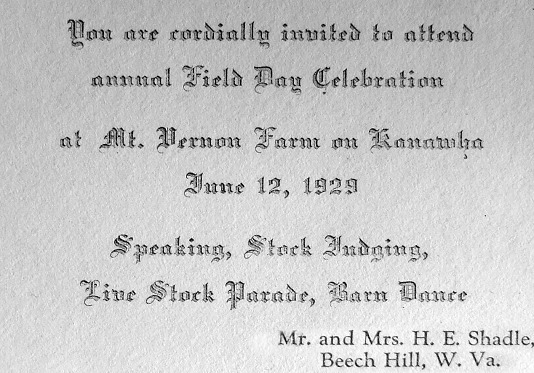 You are cordially invited to attend
annual Field Day Celebration
at Mt. Vernon Farm on Kanawha
June 12, 1929
Speaking, Stock Judging,
Live Stock Parade, Barn Dance
Mr. and Mrs. H. E. Shadle,
Beech Hill, W. Va.